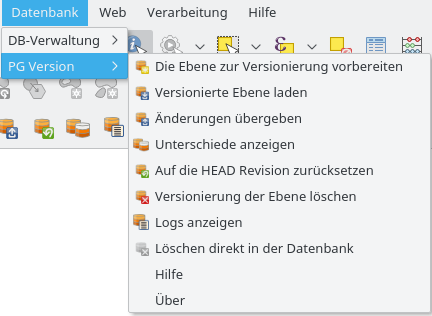 Datenbank Web Verarbeitung Hilfe
DB-Verwaltung
PG Version
Die Ebene zur Versionierung vorbereiten
Versionierte Ebene laden
Änderungen übergeben
Unterschiede anzeigen
Auf die HEAD Revision zurücksetzen
Versionierung der Ebene löschen
Logs anzeigen
Löschen direkt in der Datenbank
Hilfe
Über